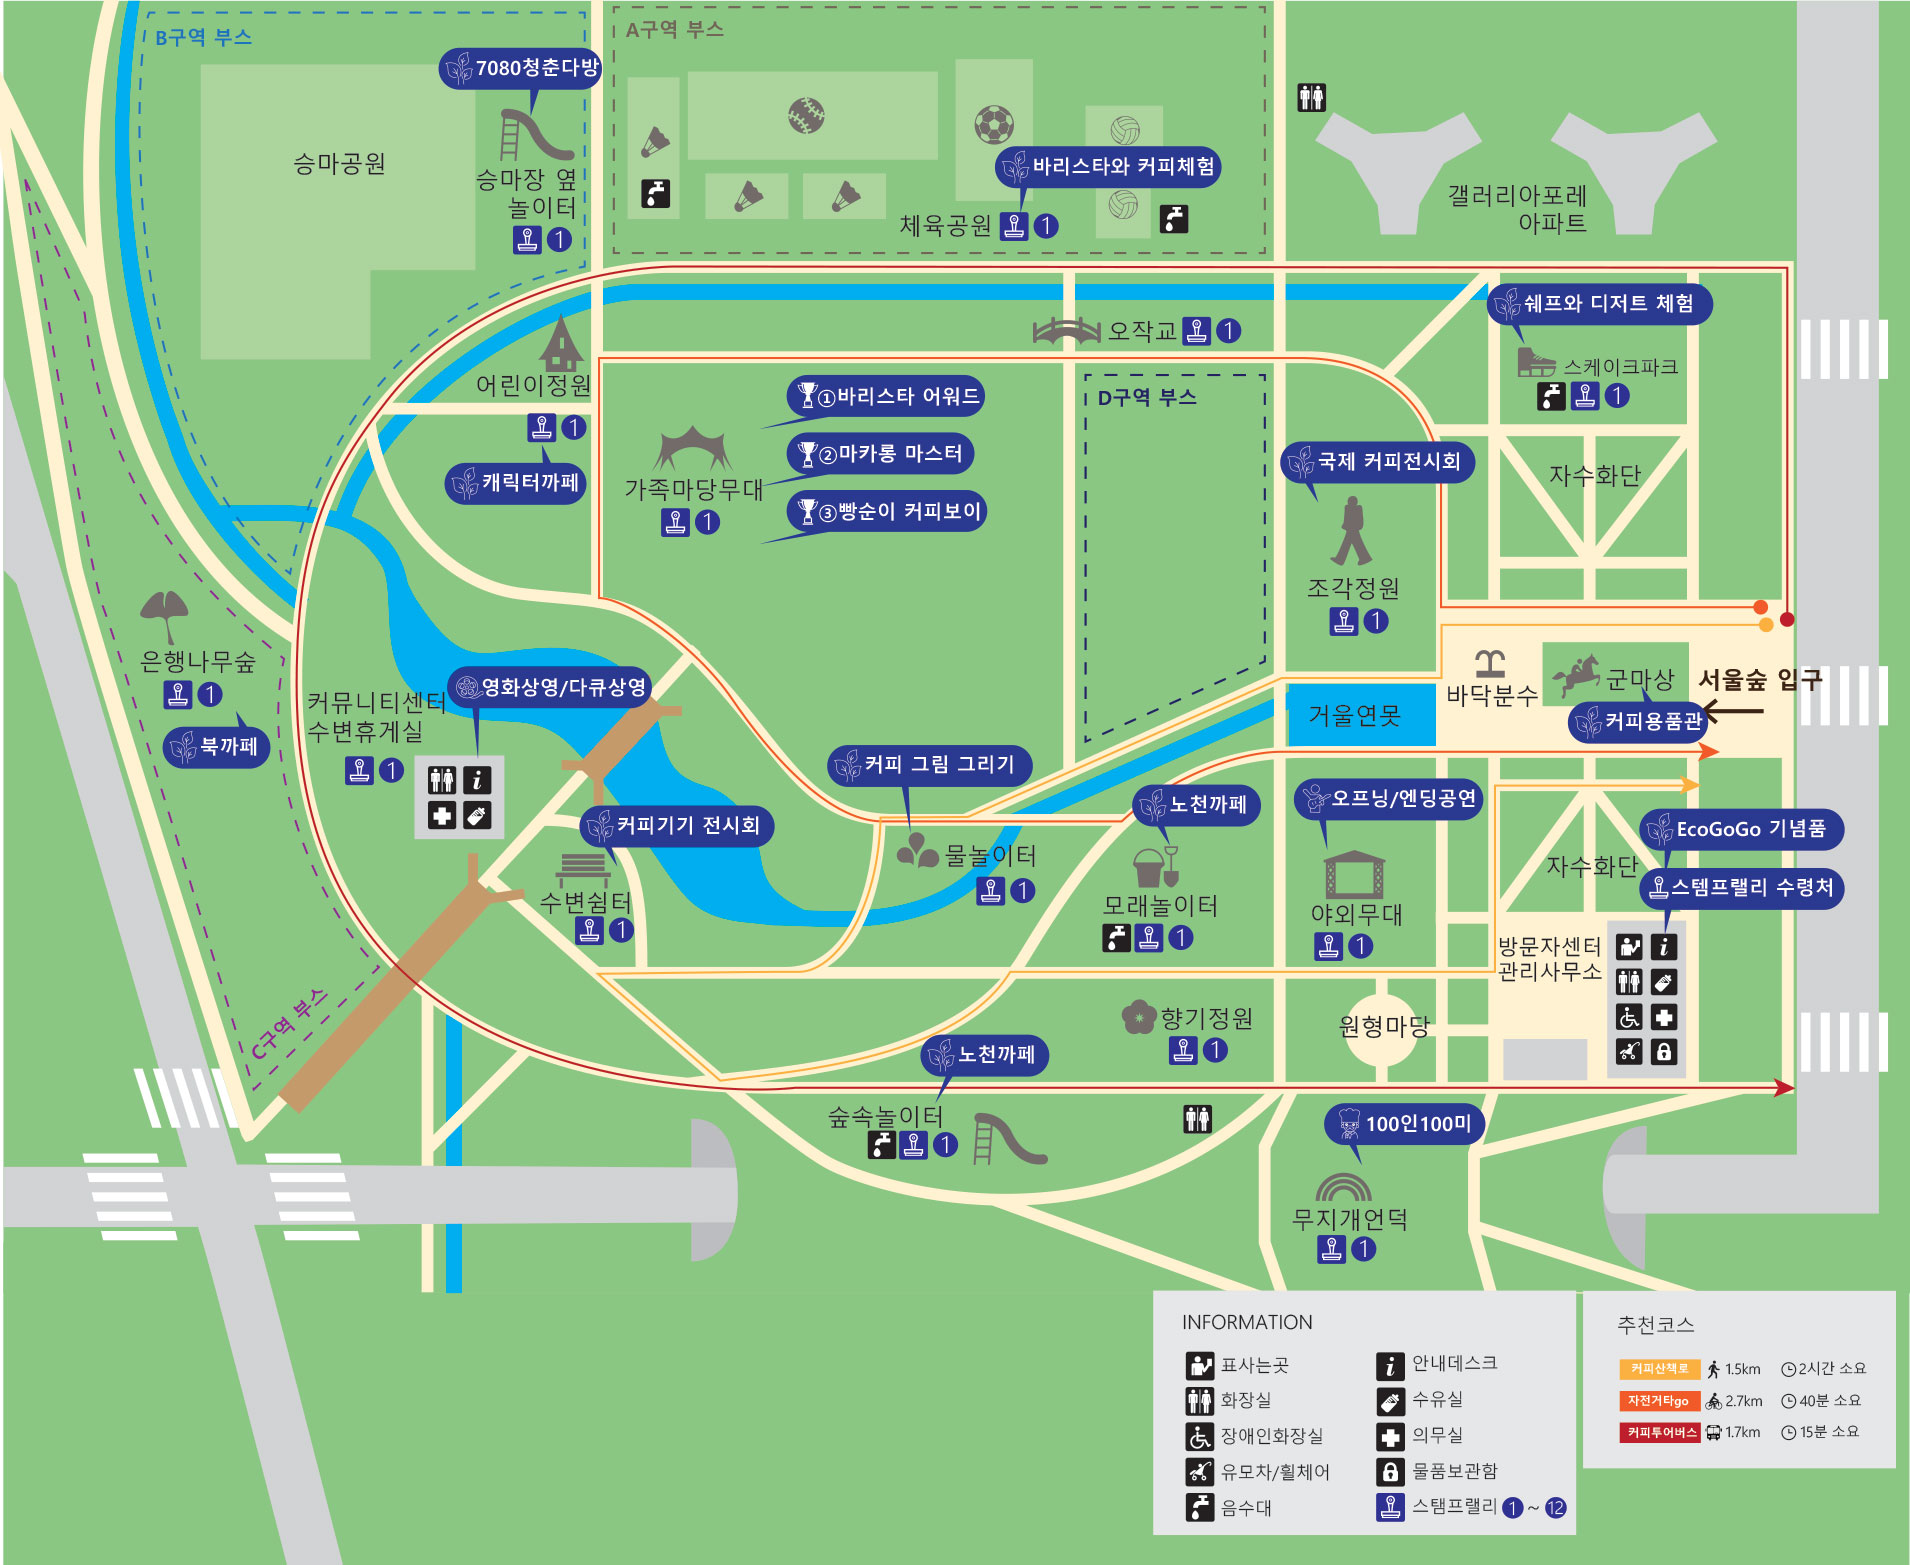 B구역 부스
A구역 부스
7080청춘다방
승마공원
승마장 옆
놀이터
1
바리스타와 커피체험
체육공원
1
갤러리아포레
아파트
쉐프와 디저트 체험
오작교
1
스케이크파크
1
어린이정원
1
캐릭터까페
①바리스타 어워드
②마카롱 마스터
③빵순이 커피보이
가족마당무대
1
D구역 부스
국제 커피전시회
자수화단
조각정원
1
은행나무숲
1
북까페
커뮤니티센터
수변휴게실
1
영화상영/다큐상영
i
거울연못
바닥분수
군마상
서울숲 입구
커피용품관
커피 그림 그리기
노천까페
오프닝/엔딩공연
커피기기 전시회
EcoGoGo 기념품
물놀이터
1
자수화단
스템프랠리 수령처
수변쉼터
1
모래놀이터
1
야외무대
1
방문자센터
관리사무소
i
C구역 부스
향기정원
1
원형마당
노천까페
숲속놀이터
1
100인100미
무지개언덕
1
INFORMATION
표사는곳
안내데스크
i
화장실
수유실
장애인화장실
의무실
유모차/휠체어
물품보관함
음수대
스탬프랠리 1 ~ 12
추천코스
커피산책로 1.5km 2시간 소요
자전거타go 2.7km 40분 소요
커피투어버스 1.7km 15분 소요